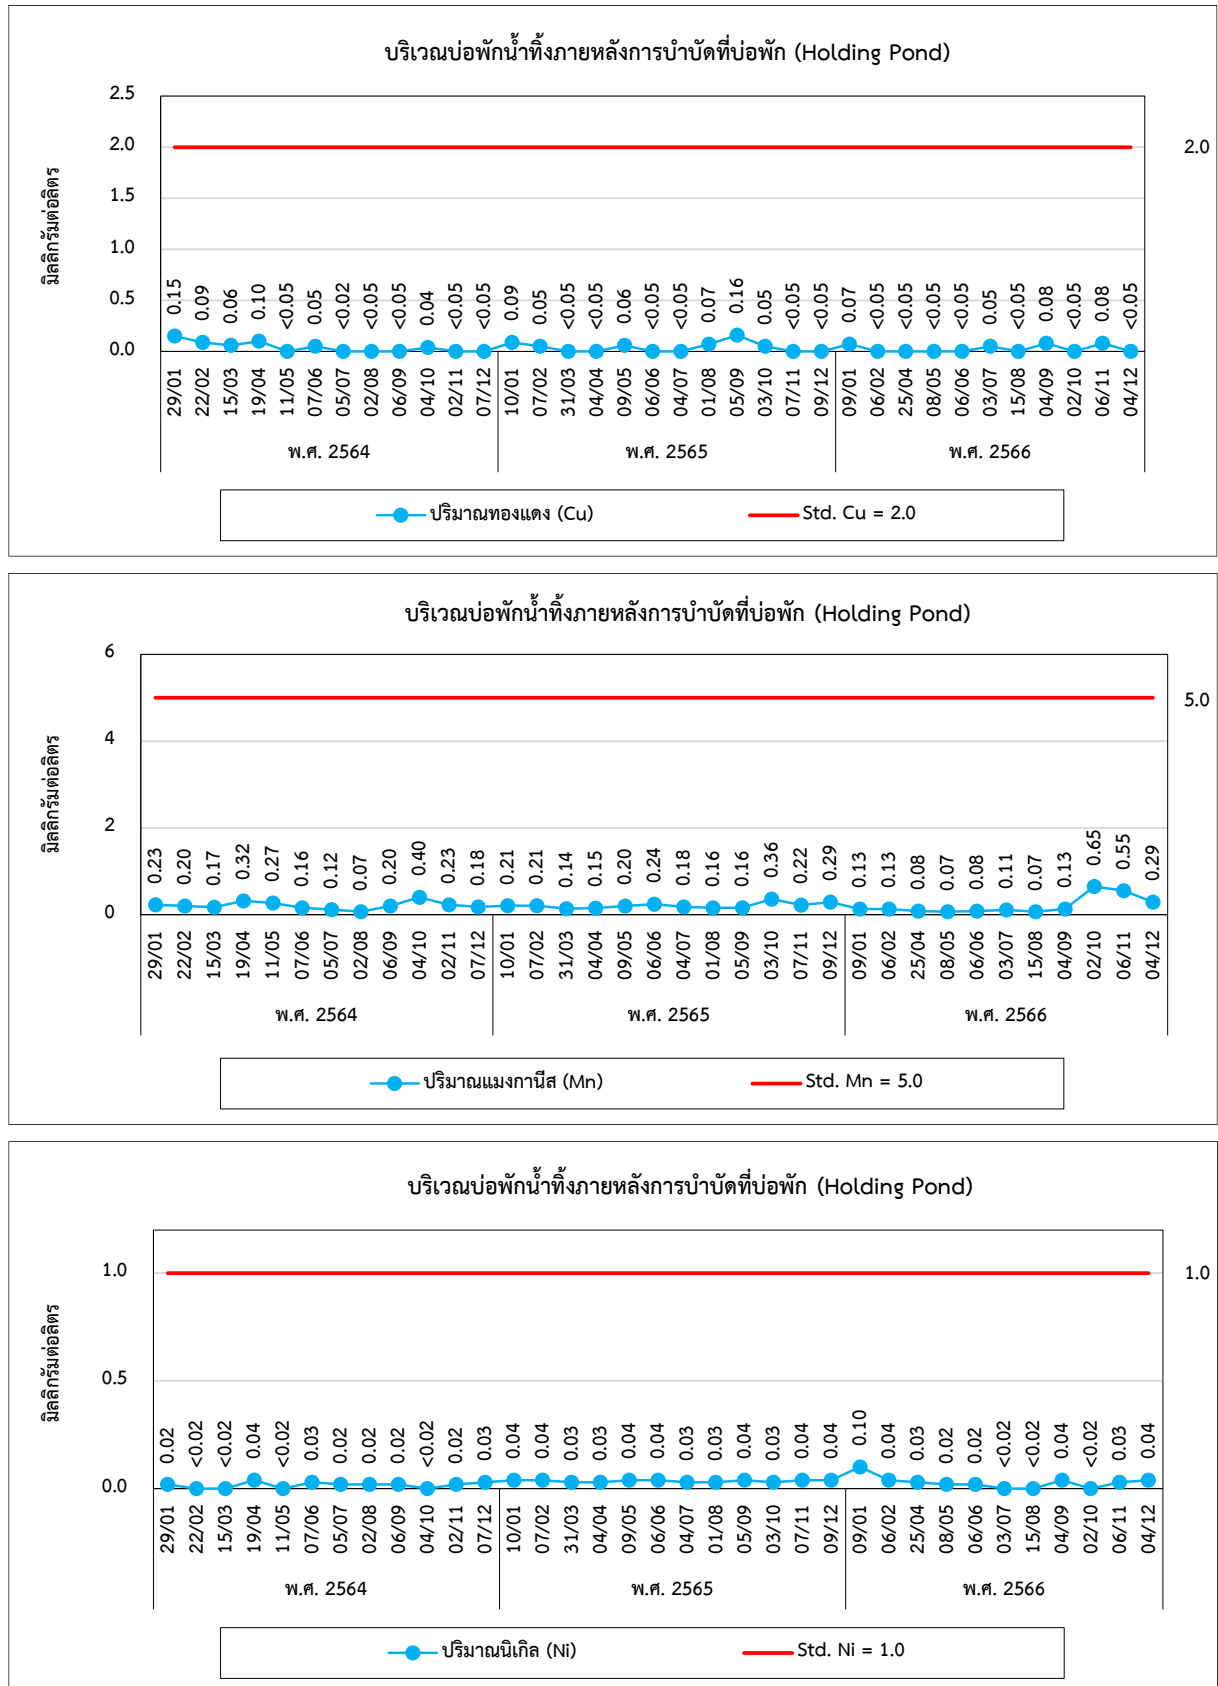 บริเวณบ่อพักน้ำทิ้งภายหลังการบำบัดที่บ่อพัก (Holding Pond)
มิลลิกรัมต่อลิตร
2.5
2.0
1.5
1.0
0.5
0.0
2.0
0.15 0.09 0.06 0.10 <0.05 0.05 <0.02 <0.05 <0.05 0.04 <0.05 <0.05 0.09 0.05 <0.05 <0.05 0.06 <0.05 <0.05 0.07 0.16 0.05 <0.05 <0.05 0.07 <0.05 <0.05 <0.05 <0.05 0.05 <0.05 0.08 <0.05 0.08 <0.05
29/01 22/02 15/03 19/04 11/05 07/06 05/07 02/08 06/09 04/10 02/11 07/12 10/01 07/02 31/03 04/04 09/05 06/06 04/07 01/08 05/09 03/10 07/11 09/12 09/01 06/02 25/04 08/05 06/06 03/07 15/08 04/09 02/10 06/11 04/12
พ.ศ. 2564 พ.ศ. 2565 พ.ศ. 2566
ปริมาณทองแดง (Cu) Std. Cu = 2.0
บริเวณบ่อพักน้ำทิ้งภายหลังการบำบัดที่บ่อพัก (Holding Pond)
มิลลิกรัมต่อลิตร
6
4
2
0
5.0
0.23 0.20 0.17 0.32 0.27 0.16 0.12 0.07 0.20 0.40 0.23 0.18 0.21 0.21 0.14 0.15 0.20 0.24 0.18 0.16 0.16 0.36 0.22 0.29 0.13 0.13 0.08 0.07 0.08 0.11 0.07 0.13 0.65 0.55 0.29
29/01 22/02 15/03 19/04 11/05 07/06 05/07 02/08 06/09 04/10 02/11 07/12 10/01 07/02 31/03 04/04 09/05 06/06 04/07 01/08 05/09 03/10 07/11 09/12 09/01 06/02 25/04 08/05 06/06 03/07 15/08 04/09 02/10 06/11 04/12
พ.ศ. 2564 พ.ศ. 2565 พ.ศ. 2566
ปริมาณแมงกานีส (Mn) Std. Mn = 5.0
บริเวณบ่อพักน้ำทิ้งภายหลังการบำบัดที่บ่อพัก (Holding Pond)
มิลลิกรัมต่อลิตร
1.0
0.5
0.0
1.0
0.02 <0.02 <0.02 0.04 <0.02 0.03 0.02 0.02 0.02 <0.02 0.02 0.03 0.04 0.04 0.03 0.03 0.04 0.04 0.03 0.03 0.04 0.03 0.04 0.04 0.10 0.04 0.03 0.02 0.02 <0.02 <0.02 0.04 <0.02 0.03 0.04
29/01 22/02 15/03 19/04 11/05 07/06 05/07 02/08 06/09 04/10 02/11 07/12 10/01 07/02 31/03 04/04 09/05 06/06 04/07 01/08 05/09 03/10 07/11 09/12 09/01 06/02 25/04 08/05 06/06 03/07 15/08 04/09 02/10 06/11 04/12
พ.ศ. 2564 พ.ศ. 2565 พ.ศ. 2566
ปริมาณนิเกิล (Ni) Std. Ni = 1.0